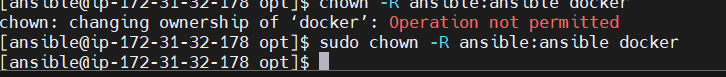 [ansible@ip-172-31-32-178 opt]$ chown -R ansible:ansible docker
chown: changing ownership of ‘docker’: Operation not permitted
[ansible@ip-172-31-32-178 opt]$ sudo chown -R ansible:ansible docker
[ansible@ip-172-31-32-178 opt]$